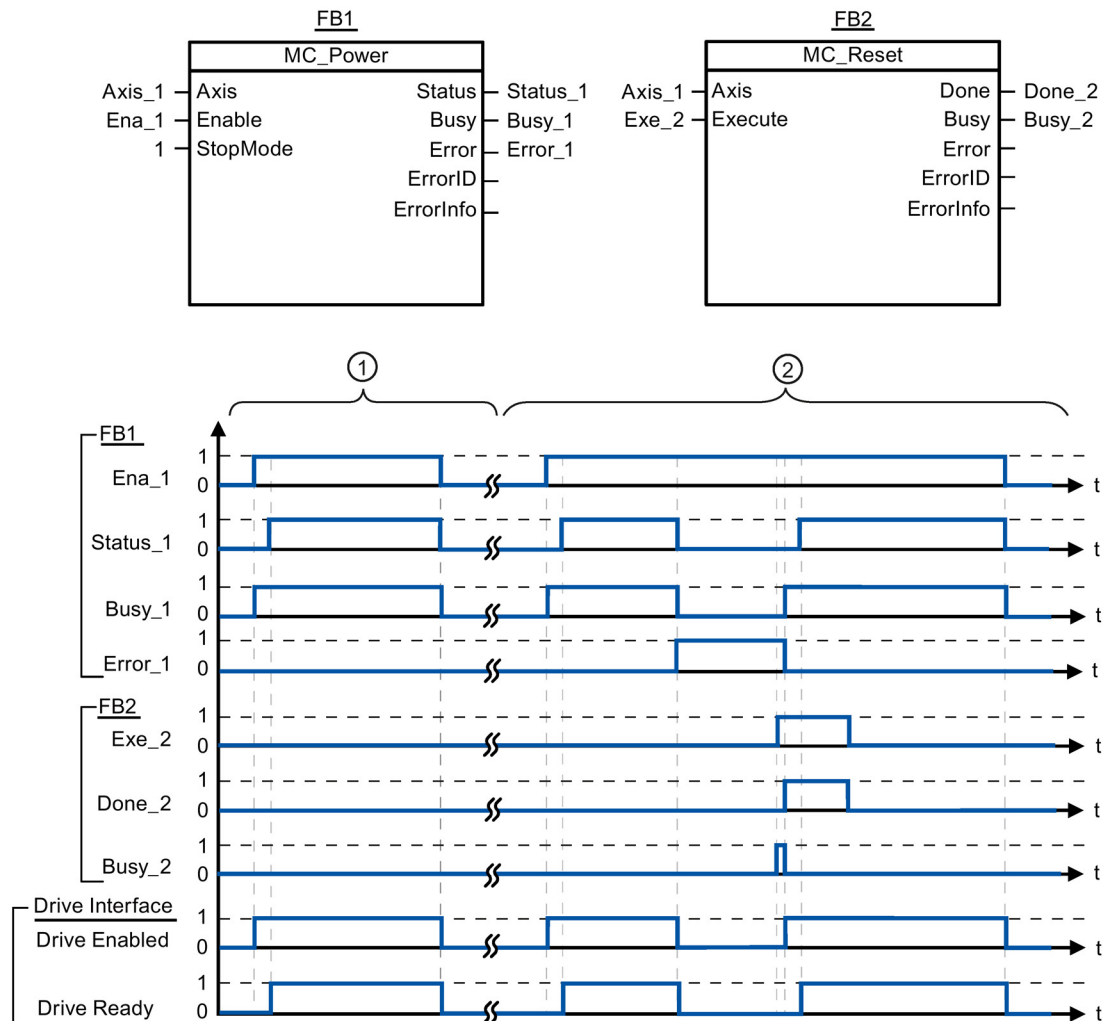 FB1
MC_Power
Axis_1 Axis Status Status_1
Ena_1 Enable Busy Busy_1
1 StopMode Error Error_1
ErrorID
ErrorInfo
FB2
MC_Reset
Axis_1 Axis Done Done_2
Exe_2 Execute Busy Busy_2
Error
ErrorID
ErrorInfo
1 2
FB1
Ena_1 1 0 t
Status_1 1 0 t
Busy_1 1 0 t
Error_1 1 0 t
FB2
Exe_2 1 0 t
Done_2 1 0 t
Busy_2 1 0 t
Drive Interface
Drive Enabled 1 0 t
Drive Ready 1 0 t